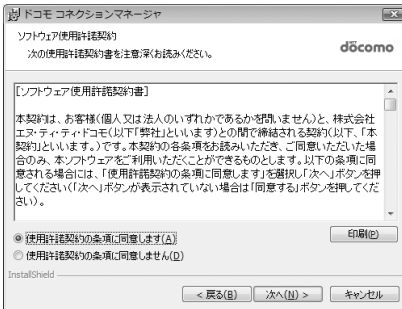 ドコモ コネクションマネージャ
ソフトウェア使用許諾契約
次の使用許諾契約書を注意深くお読みください。
döcomo
[ソフトウェア使用許諾契約書]
本契約は、お客様(個人又は法人のいずれかであるかを問いません)と、株式会社
エヌ・ティ・ティ・ドコモ(以下「弊社」といいます)との間で締結される契約(以下、「本
契約」といいます。)です。本契約の各条項をお読みいただき、ご同意いただいた場
合のみ、本ソフトウェアをご利用いただくことができるものとします。以下の条項に同
意される場合には、「使用許諾契約の条項に同意します」を選択し「次へ」ボタンを押
してください(「次へ」ボタンが表示されていない場合は「同意する」ボタンを押してくだ
さい)。
使用許諾契約の条項に同意します(A)
印刷(P)
使用許諾契約の条項に同意しません(D)
InstallShield
< 戻る(B)
次へ(N) >
キャンセル